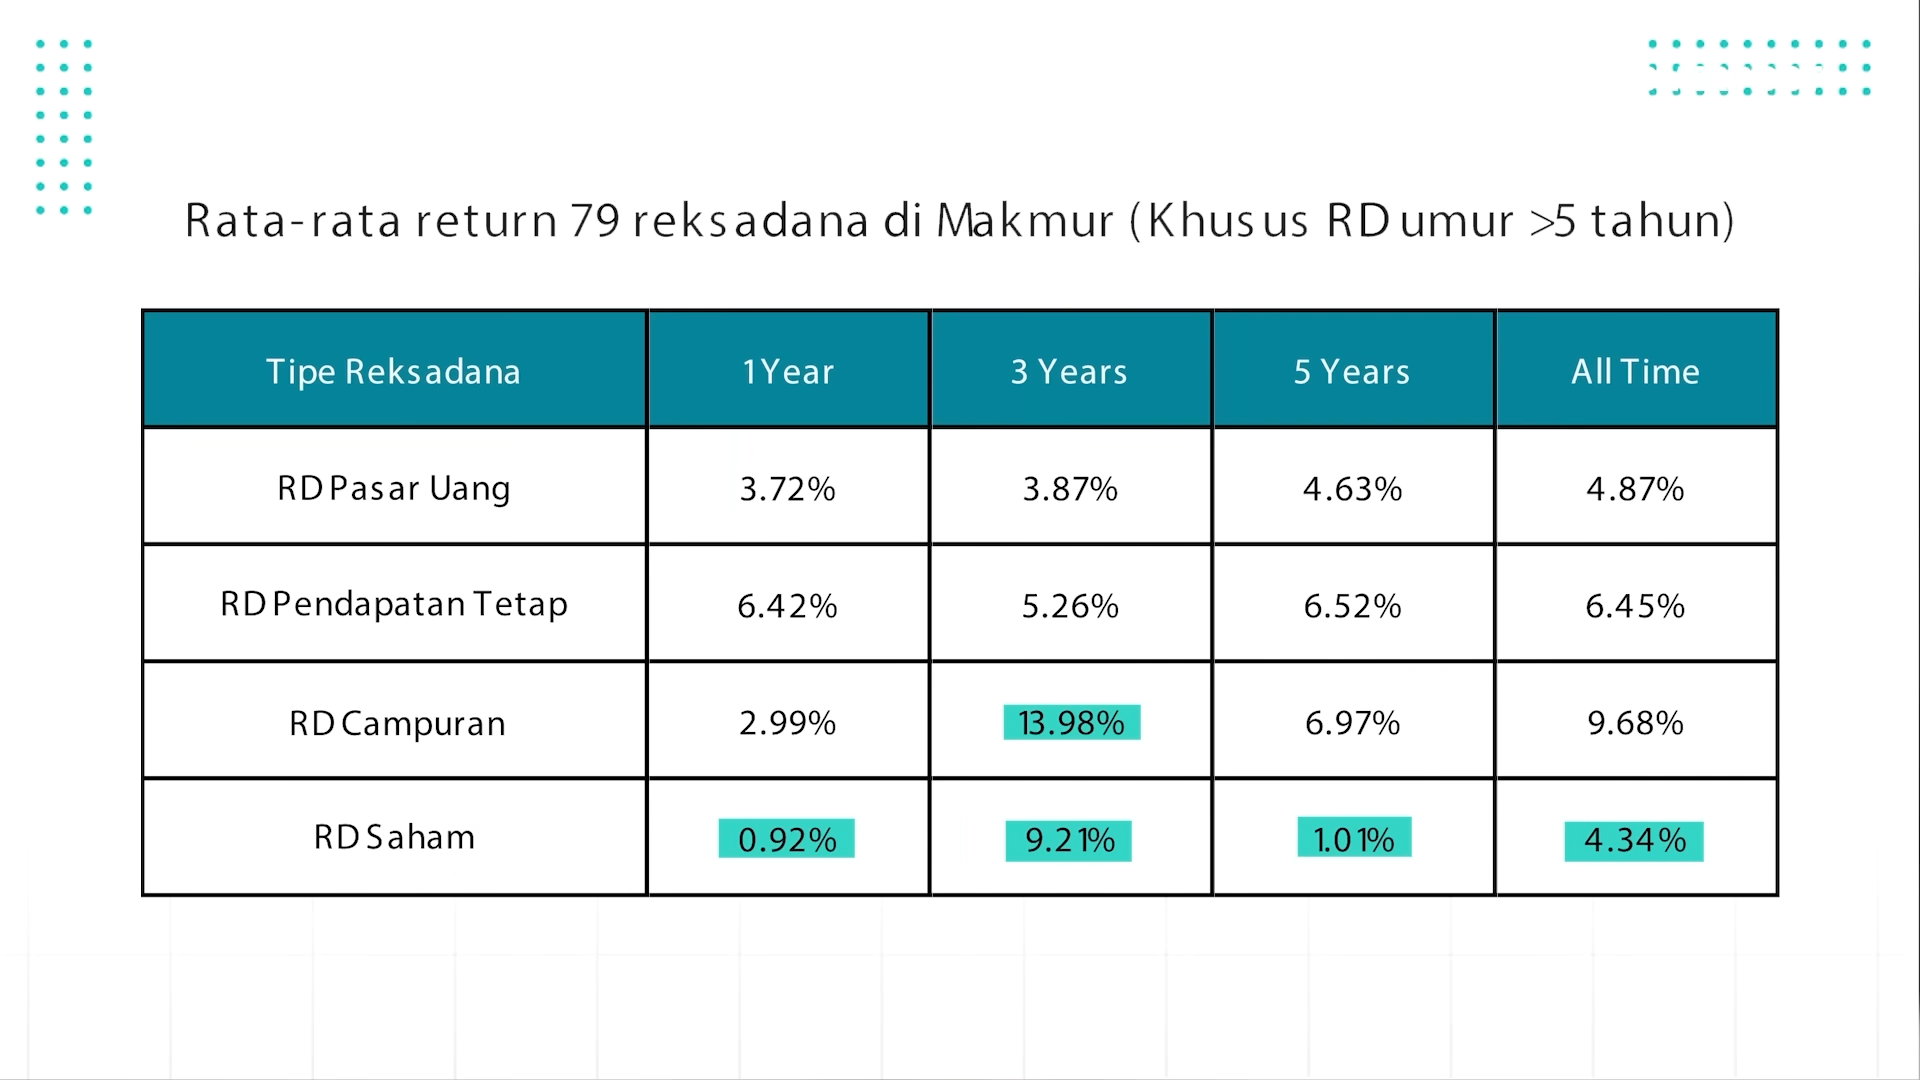 Rata-rata return 79 reksadana di Makmur (Khusus RD umur >5 tahun)
Tipe Reksadana 1 Year 3 Years 5 Years All Time
RD Pasar Uang 3.72% 3.87% 4.63% 4.87%
RD Pendapatan Tetap 6.42% 5.26% 6.52% 6.45%
RD Campuran 2.99% 13.98% 6.97% 9.68%
RD Saham 0.92% 9.21% 1.01% 4.34%